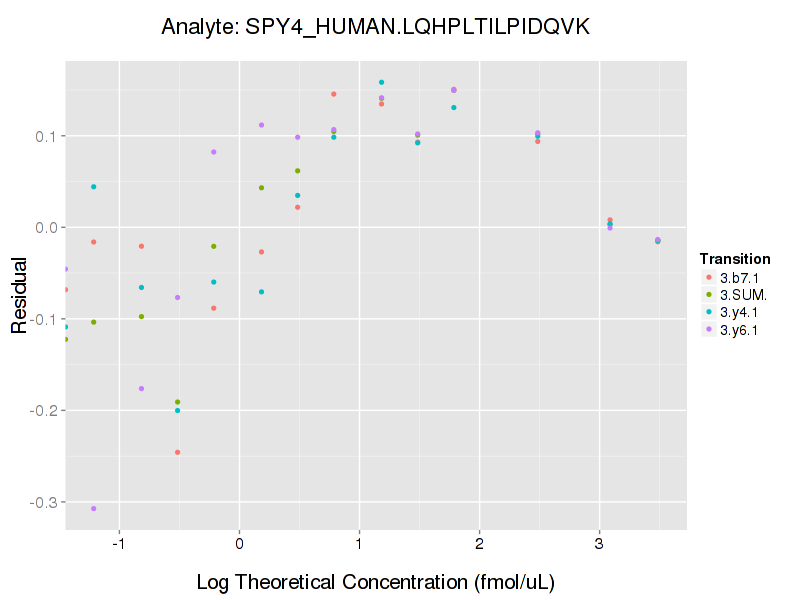 Analyte: SPY4_HUMAN.LQHPLTILPIDQVK
Residual
0.1
0.0
-0.1
-0.2
-0.3
-1 0 1 2 3
Log Theoretical Concentration (fmol/uL)
Transition
3.b7.1
3.SUM.
3.y4.1
3.y6.1